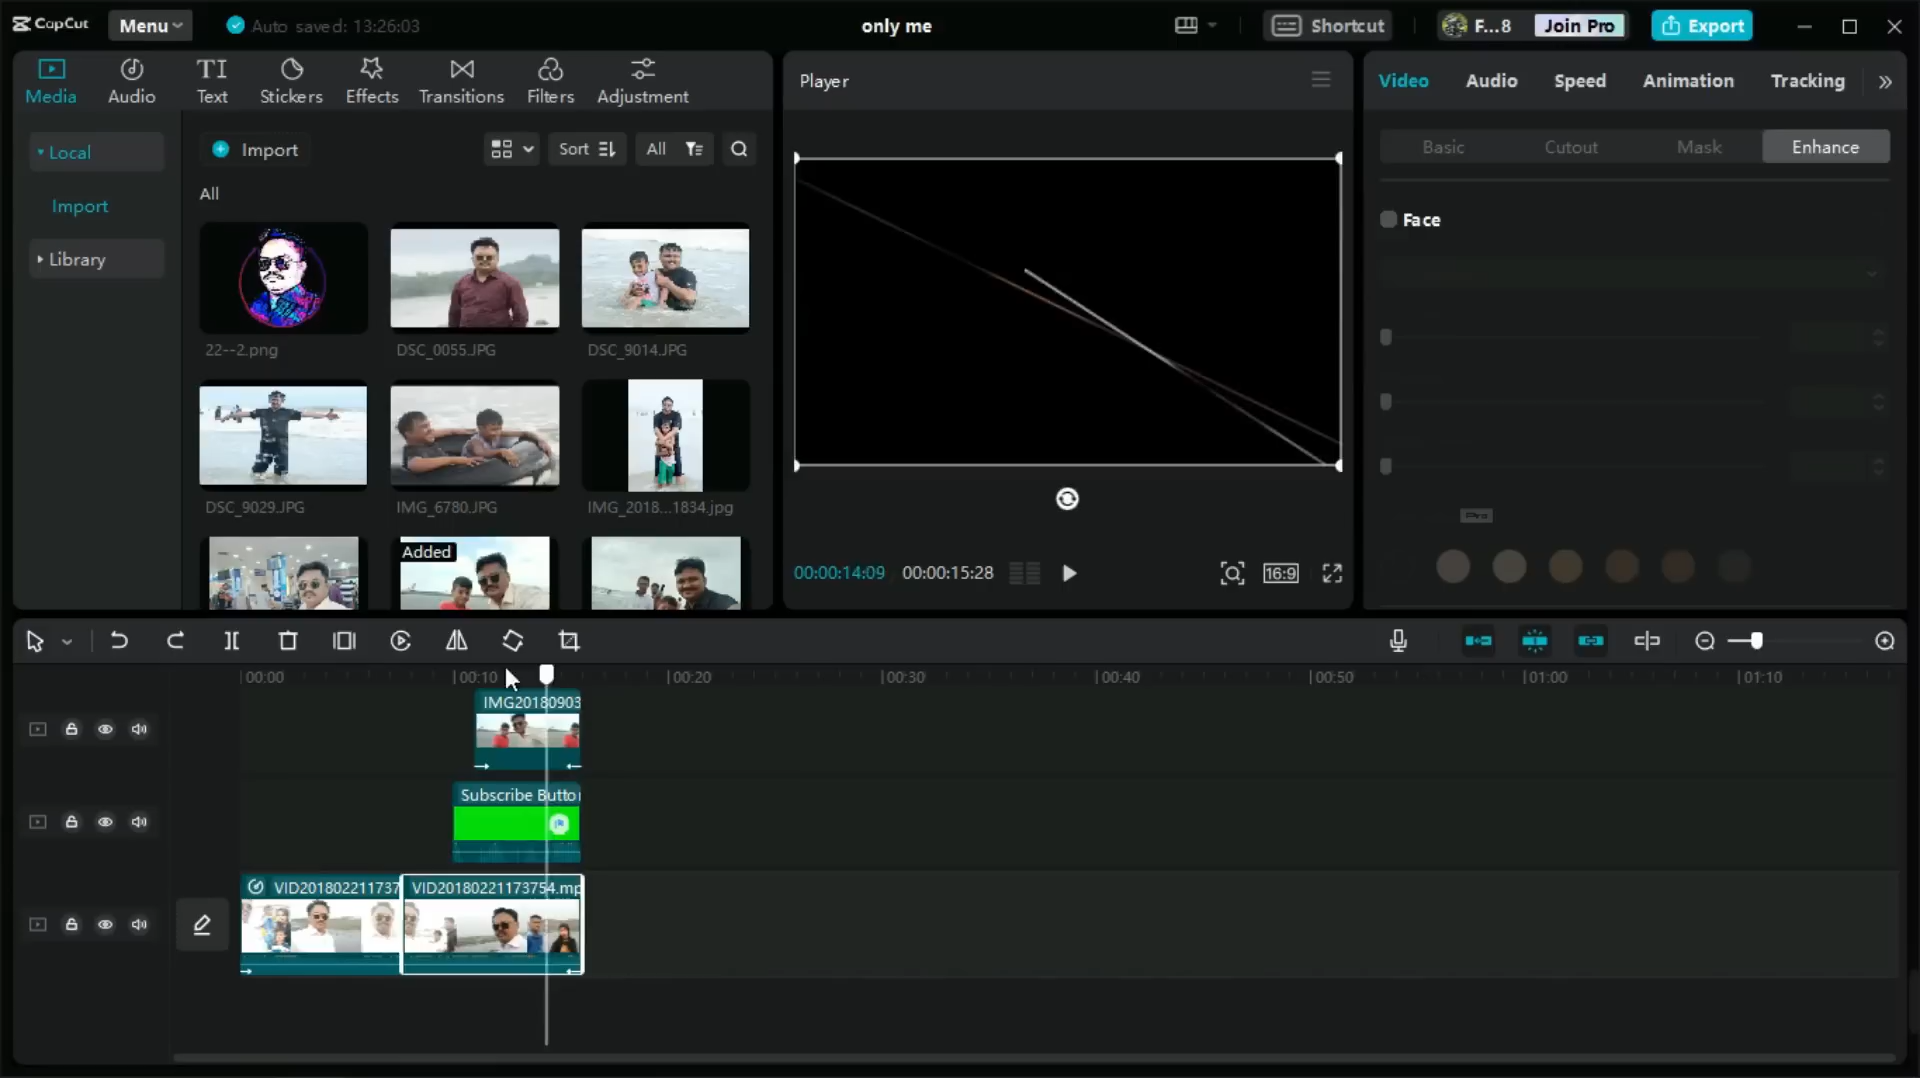 CapCut
Menu
Auto saved: 13:26:03
only me
Shortcut
F...8
Join Pro
Export
Media
Audio
Text
Stickers
Effects
Transitions
Filters
Adjustment
Player
Video
Audio
Speed
Animation
Tracking
Local
Import
Library
Import
Sort
All
All
22--2.png
DSC_0055.JPG
DSC_9014.JPG
DSC_9029.JPG
IMG_6780.JPG
IMG_2018...1834.jpg
Added
00:00:14:09
00:00:15:28
16:9
Basic
Cutout
Mask
Enhance
Face
Pro
00:00
00:10
00:20
00:30
00:40
00:50
01:00
01:10
IMG20180903
Subscribe Button
VID201802211737
VID20180221173754.mp